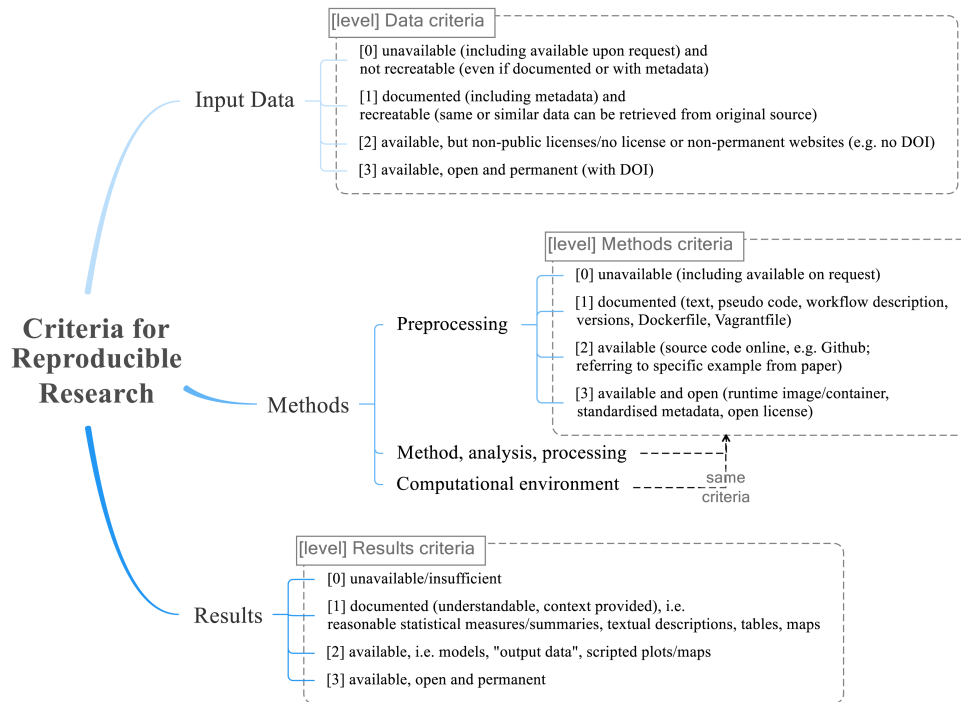 [level] Data criteria
[0] unavailable (including available upon request) and
not recreatable (even if documented or with metadata)
Input Data
[1] documented (including metadata) and
recreatable (same or similar data can be retrieved from original source)
[2] available, but non-public licenses/no license or non-permanent websites (e.g. no DOI)
[3] available, open and permanent (with DOI)
[level] Methods criteria
[0] unavailable (including available on request)
Preprocessing
[1] documented (text, pseudo code, workflow description,
versions, Dockerfile, Vagrantfile)
[2] available (source code online, e.g. Github;
referring to specific example from paper)
[3] available and open (runtime image/container,
standardised metadata, open license)
Criteria for
Reproducible
Research
Methods
Method, analysis, processing
Computational environment
same
criteria
[level] Results criteria
[0] unavailable/insufficient
Results
[1] documented (understandable, context provided), i.e.
reasonable statistical measures/summaries, textual descriptions, tables, maps
[2] available, i.e. models, "output data", scripted plots/maps
[3] available, open and permanent